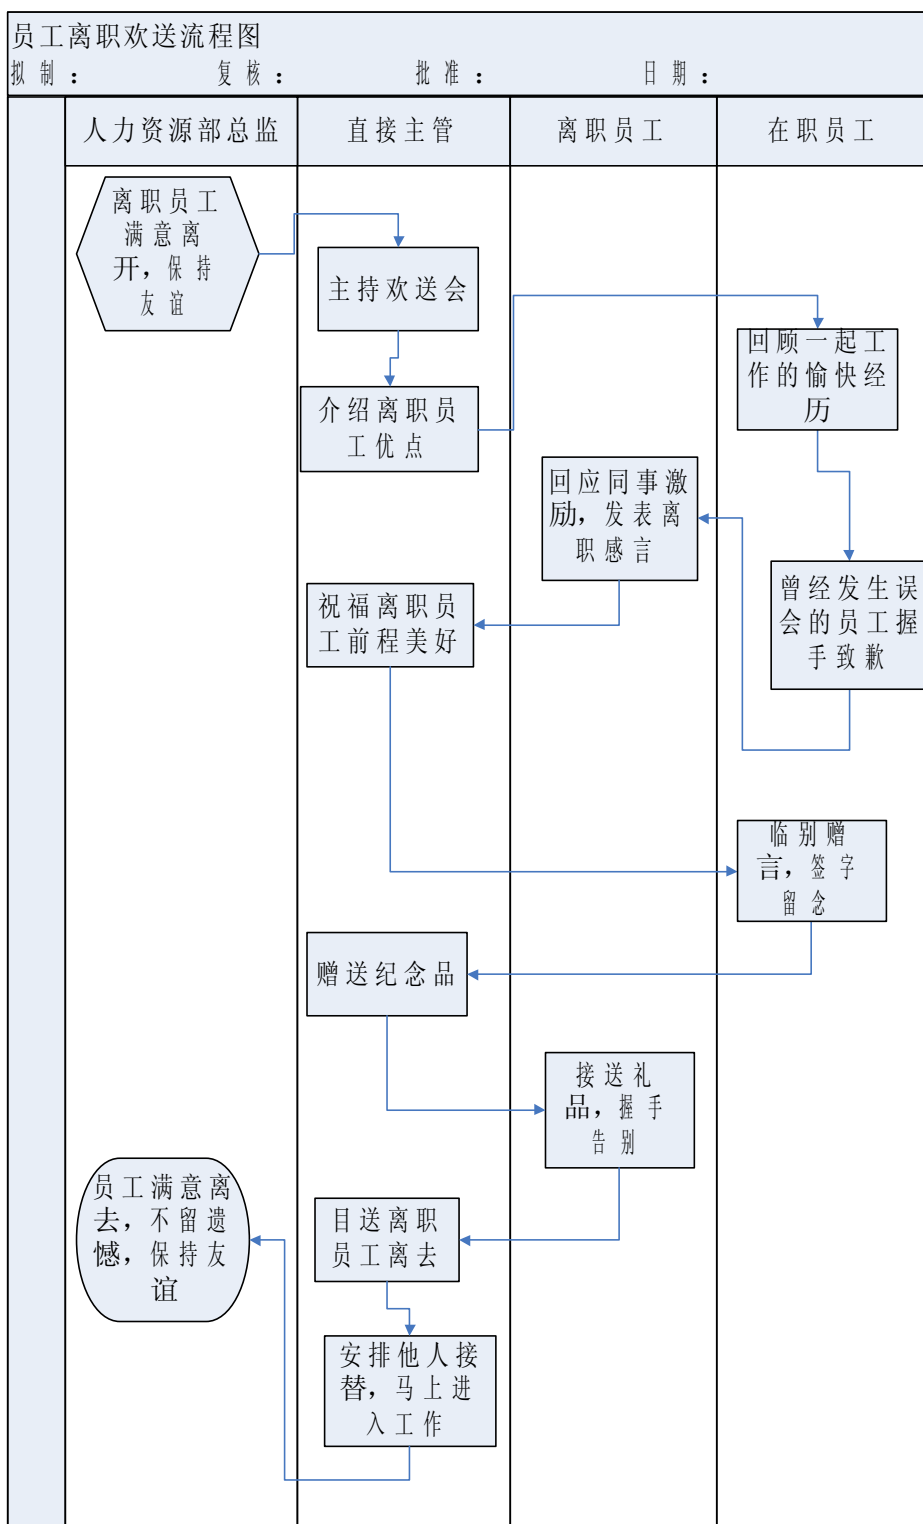 员工离职欢送流程图
拟制： 复核： 批准： 日期：
人力资源部总监 直接主管 离职员工 在职员工
离职员工
满意离
开，保持
友谊
主持欢送会
回顾一起工
作的愉快经
历
介绍离职员
工优点
回应同事激
励，发表离
职感言
曾经发生误
会的员工握
手致歉
祝福离职员
工前程美好
临别赠
言，签字
留念
赠送纪念品
接送礼
品，握手
告别
员工满意离
去，不留遗
憾，保持友
谊
目送离职
员工离去
安排他人接
替，马上进
入工作